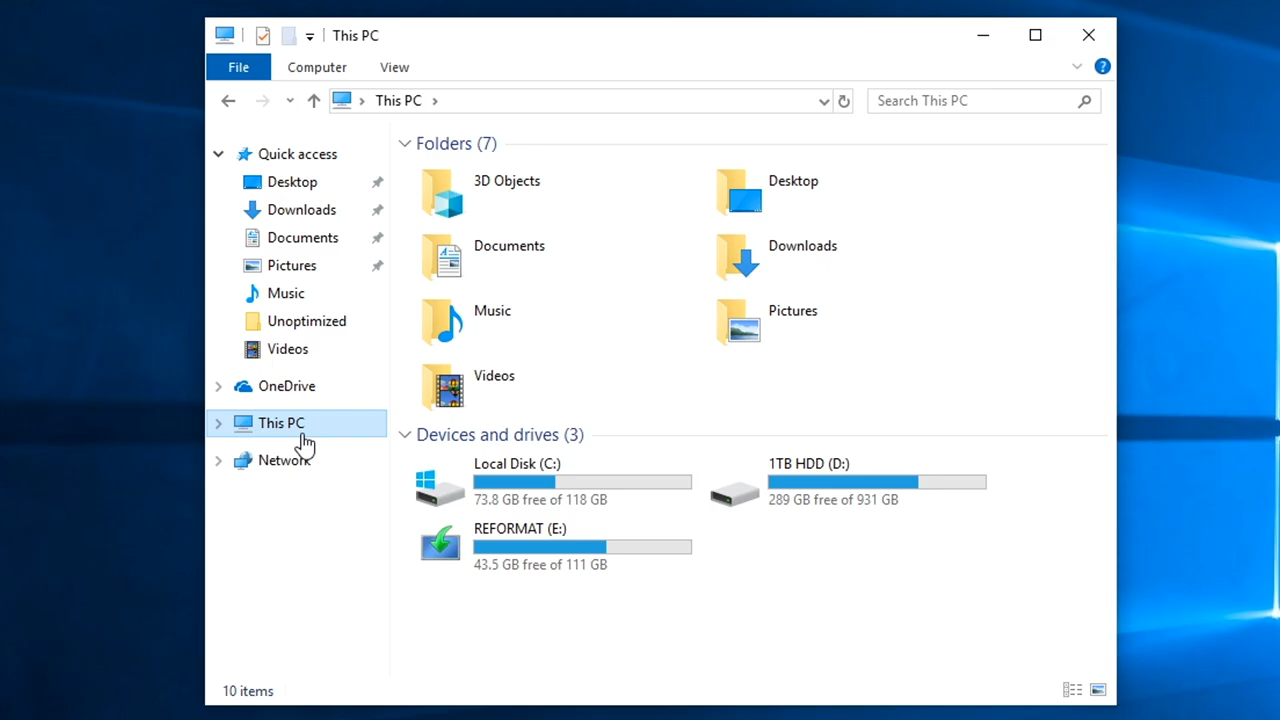 This PC
File Computer View
This PC
Search This PC
Quick access
Desktop
Downloads
Documents
Pictures
Music
Unoptimized
Videos
OneDrive
This PC
Network
Folders (7)
3D Objects
Desktop
Documents
Downloads
Music
Pictures
Videos
Devices and drives (3)
Local Disk (C:)
73.8 GB free of 118 GB
1TB HDD (D:)
289 GB free of 931 GB
REFORMAT (E:)
43.5 GB free of 111 GB
10 items